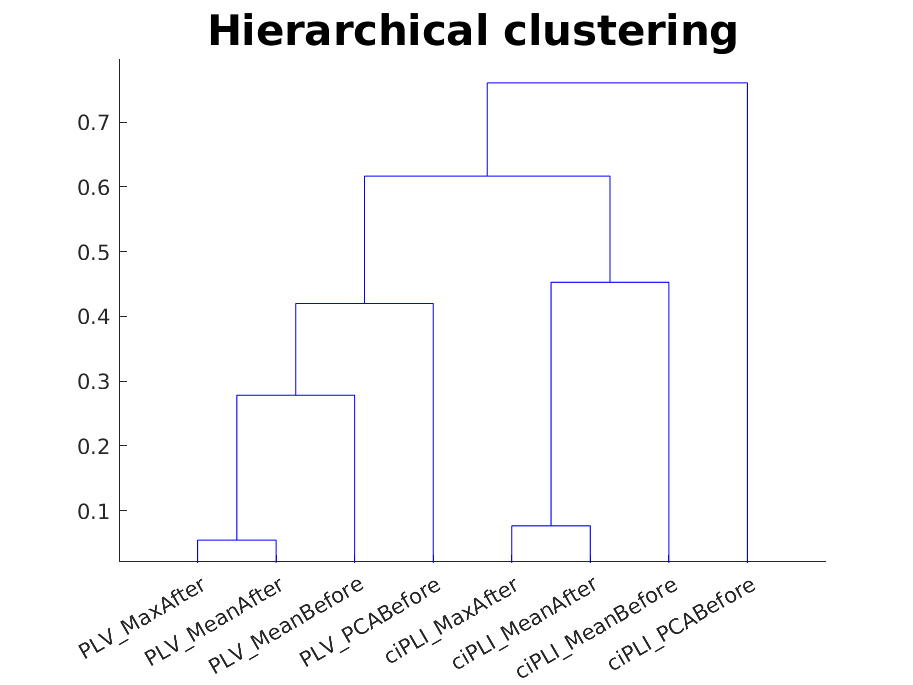 Hierarchical clustering
0.7
0.6
0.5
0.4
0.3
0.2
0.1
PLV_MaxAfter
PLV_MeanAfter
PLV_MeanBefore
PLV_PCABefore
ciPLI_MaxAfter
ciPLI_MeanAfter
ciPLI_MeanBefore
ciPLI_PCABefore